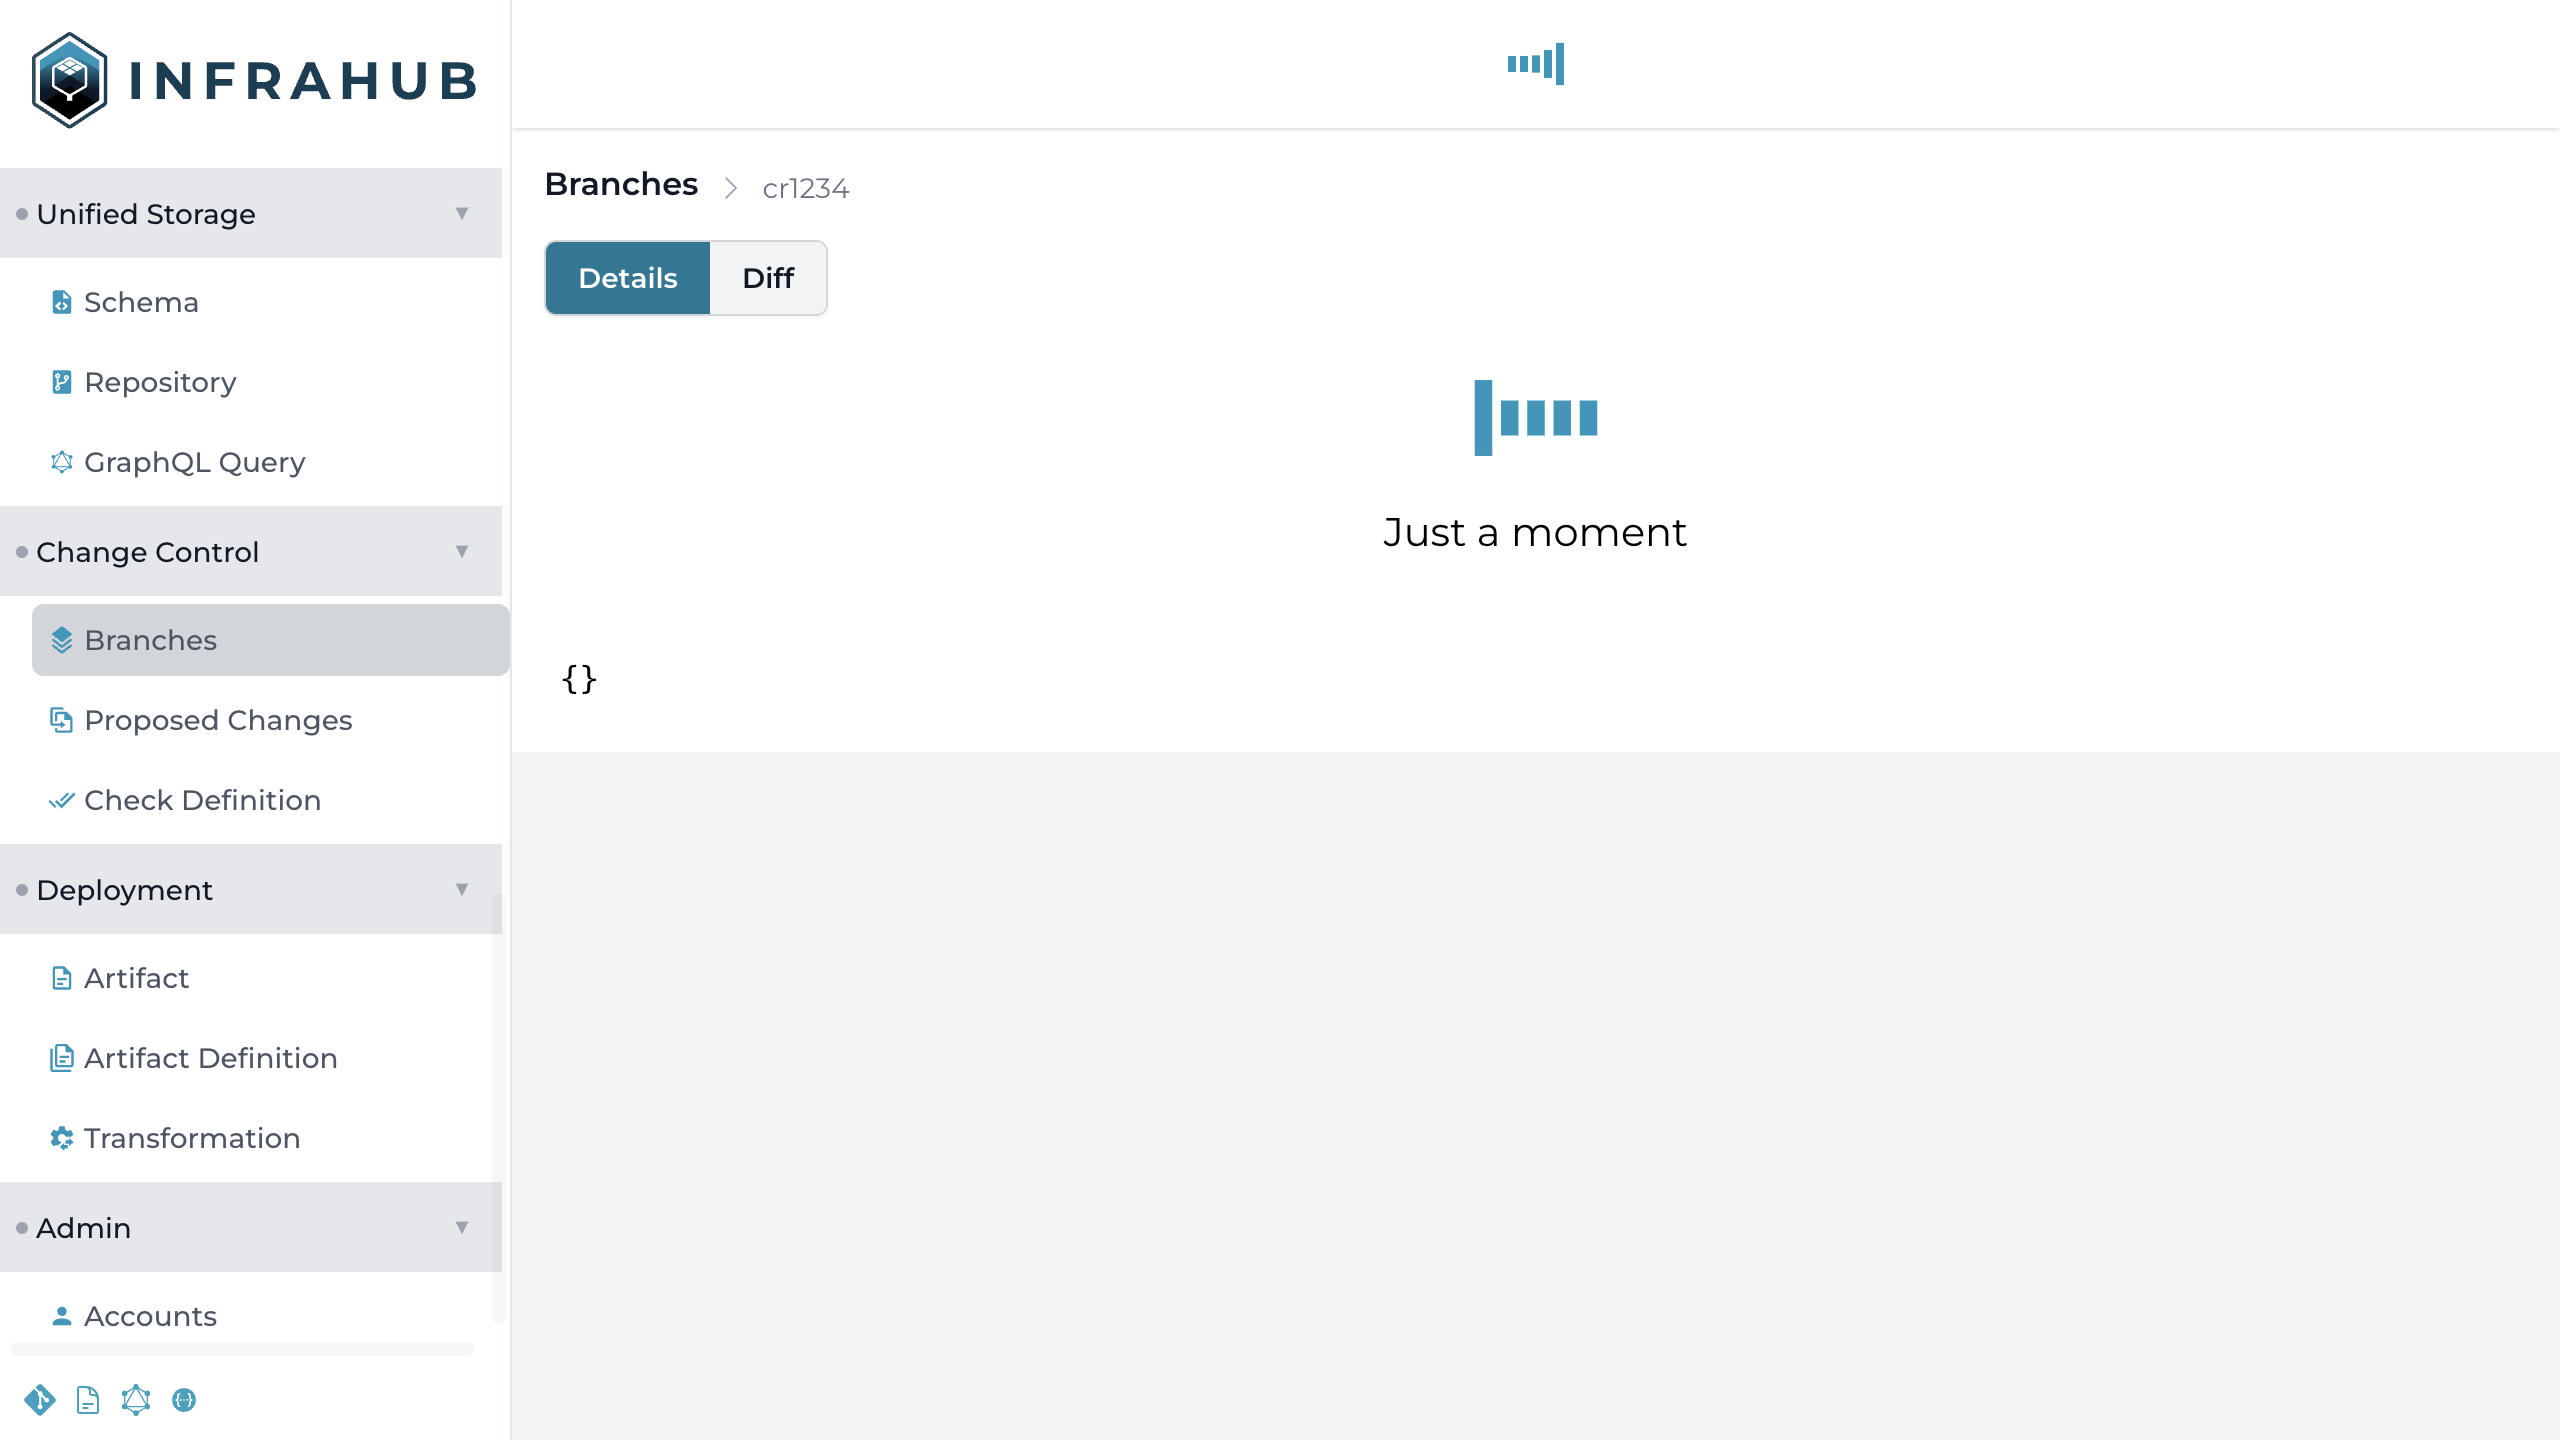 INFRAHUB
Unified Storage
Schema
Repository
GraphQL Query
Change Control
Branches
Proposed Changes
Check Definition
Deployment
Artifact
Artifact Definition
Transformation
Admin
Accounts
Branches > cr1234
Details Diff
Just a moment
{}